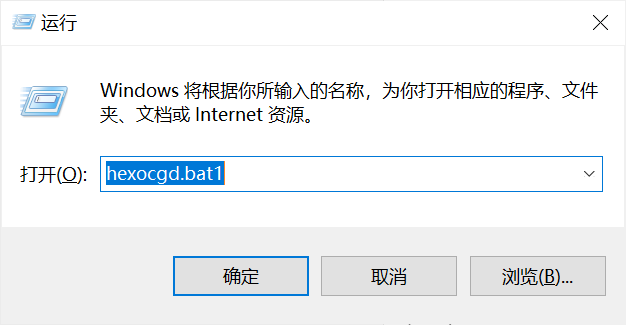 运行
Windows 将根据你所输入的名称，为你打开相应的程序、文件
夹、文档或 Internet 资源。
打开(O): hexocgd.bat1
确定 取消 浏览(B)...